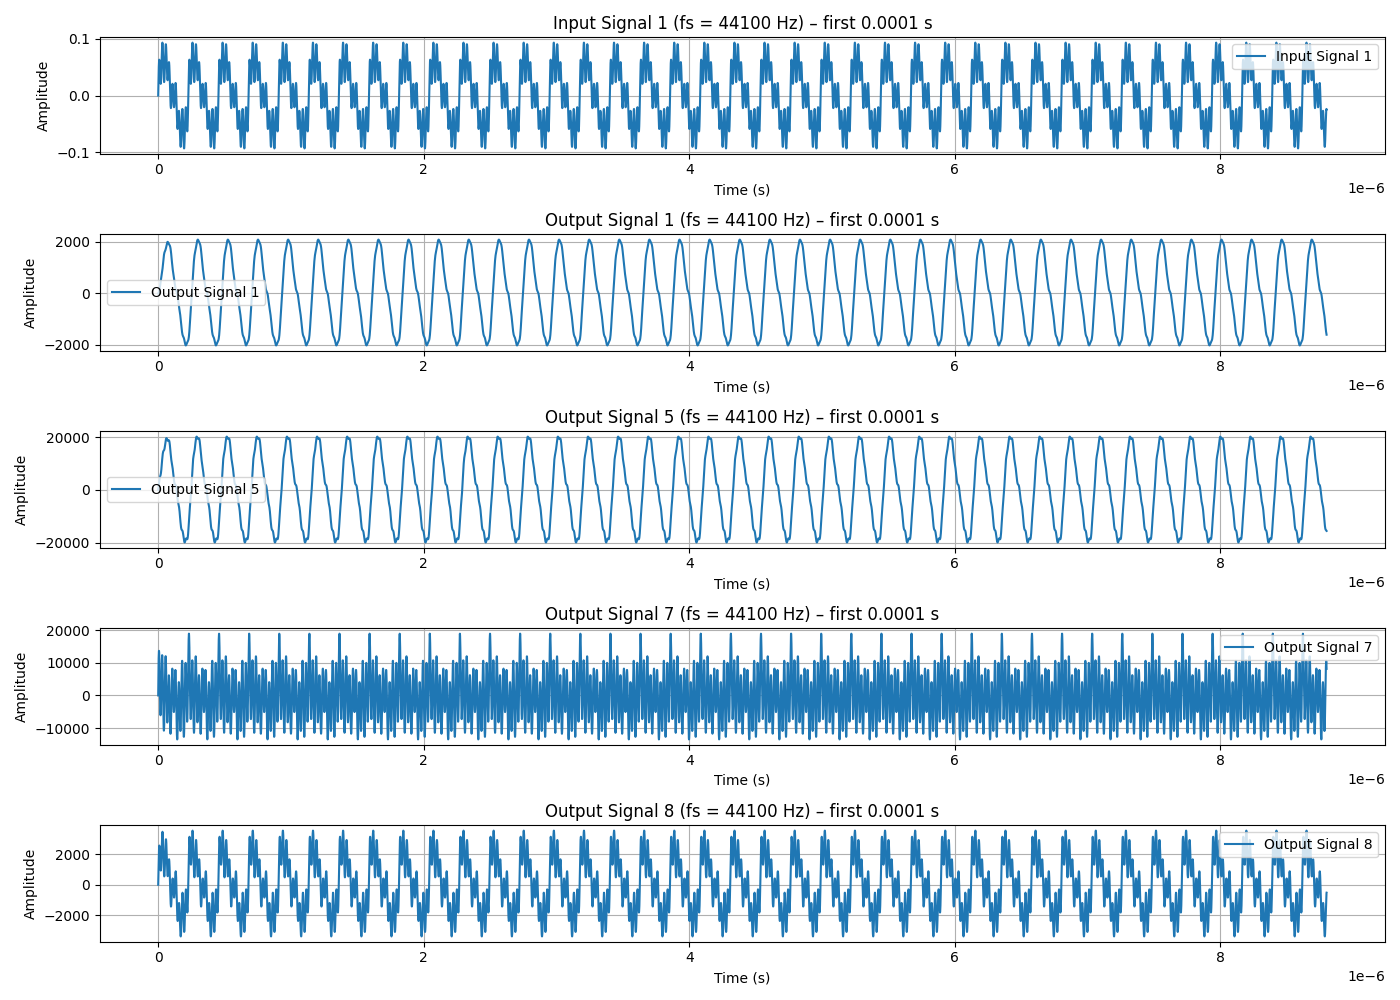 Input Signal 1 (fs = 44100 Hz) – first 0.0001 s
Amplitude
0.1
0.0
−0.1
Input Signal 1
0 2 4 6 8
Time (s)
1e−6
Output Signal 1 (fs = 44100 Hz) – first 0.0001 s
Amplitude
2000
0
−2000
Output Signal 1
0 2 4 6 8
Time (s)
1e−6
Output Signal 5 (fs = 44100 Hz) – first 0.0001 s
Amplitude
20000
0
−20000
Output Signal 5
0 2 4 6 8
Time (s)
1e−6
Output Signal 7 (fs = 44100 Hz) – first 0.0001 s
Amplitude
20000
10000
0
−10000
Output Signal 7
0 2 4 6 8
Time (s)
1e−6
Output Signal 8 (fs = 44100 Hz) – first 0.0001 s
Amplitude
2000
0
−2000
Output Signal 8
0 2 4 6 8
Time (s)
1e−6